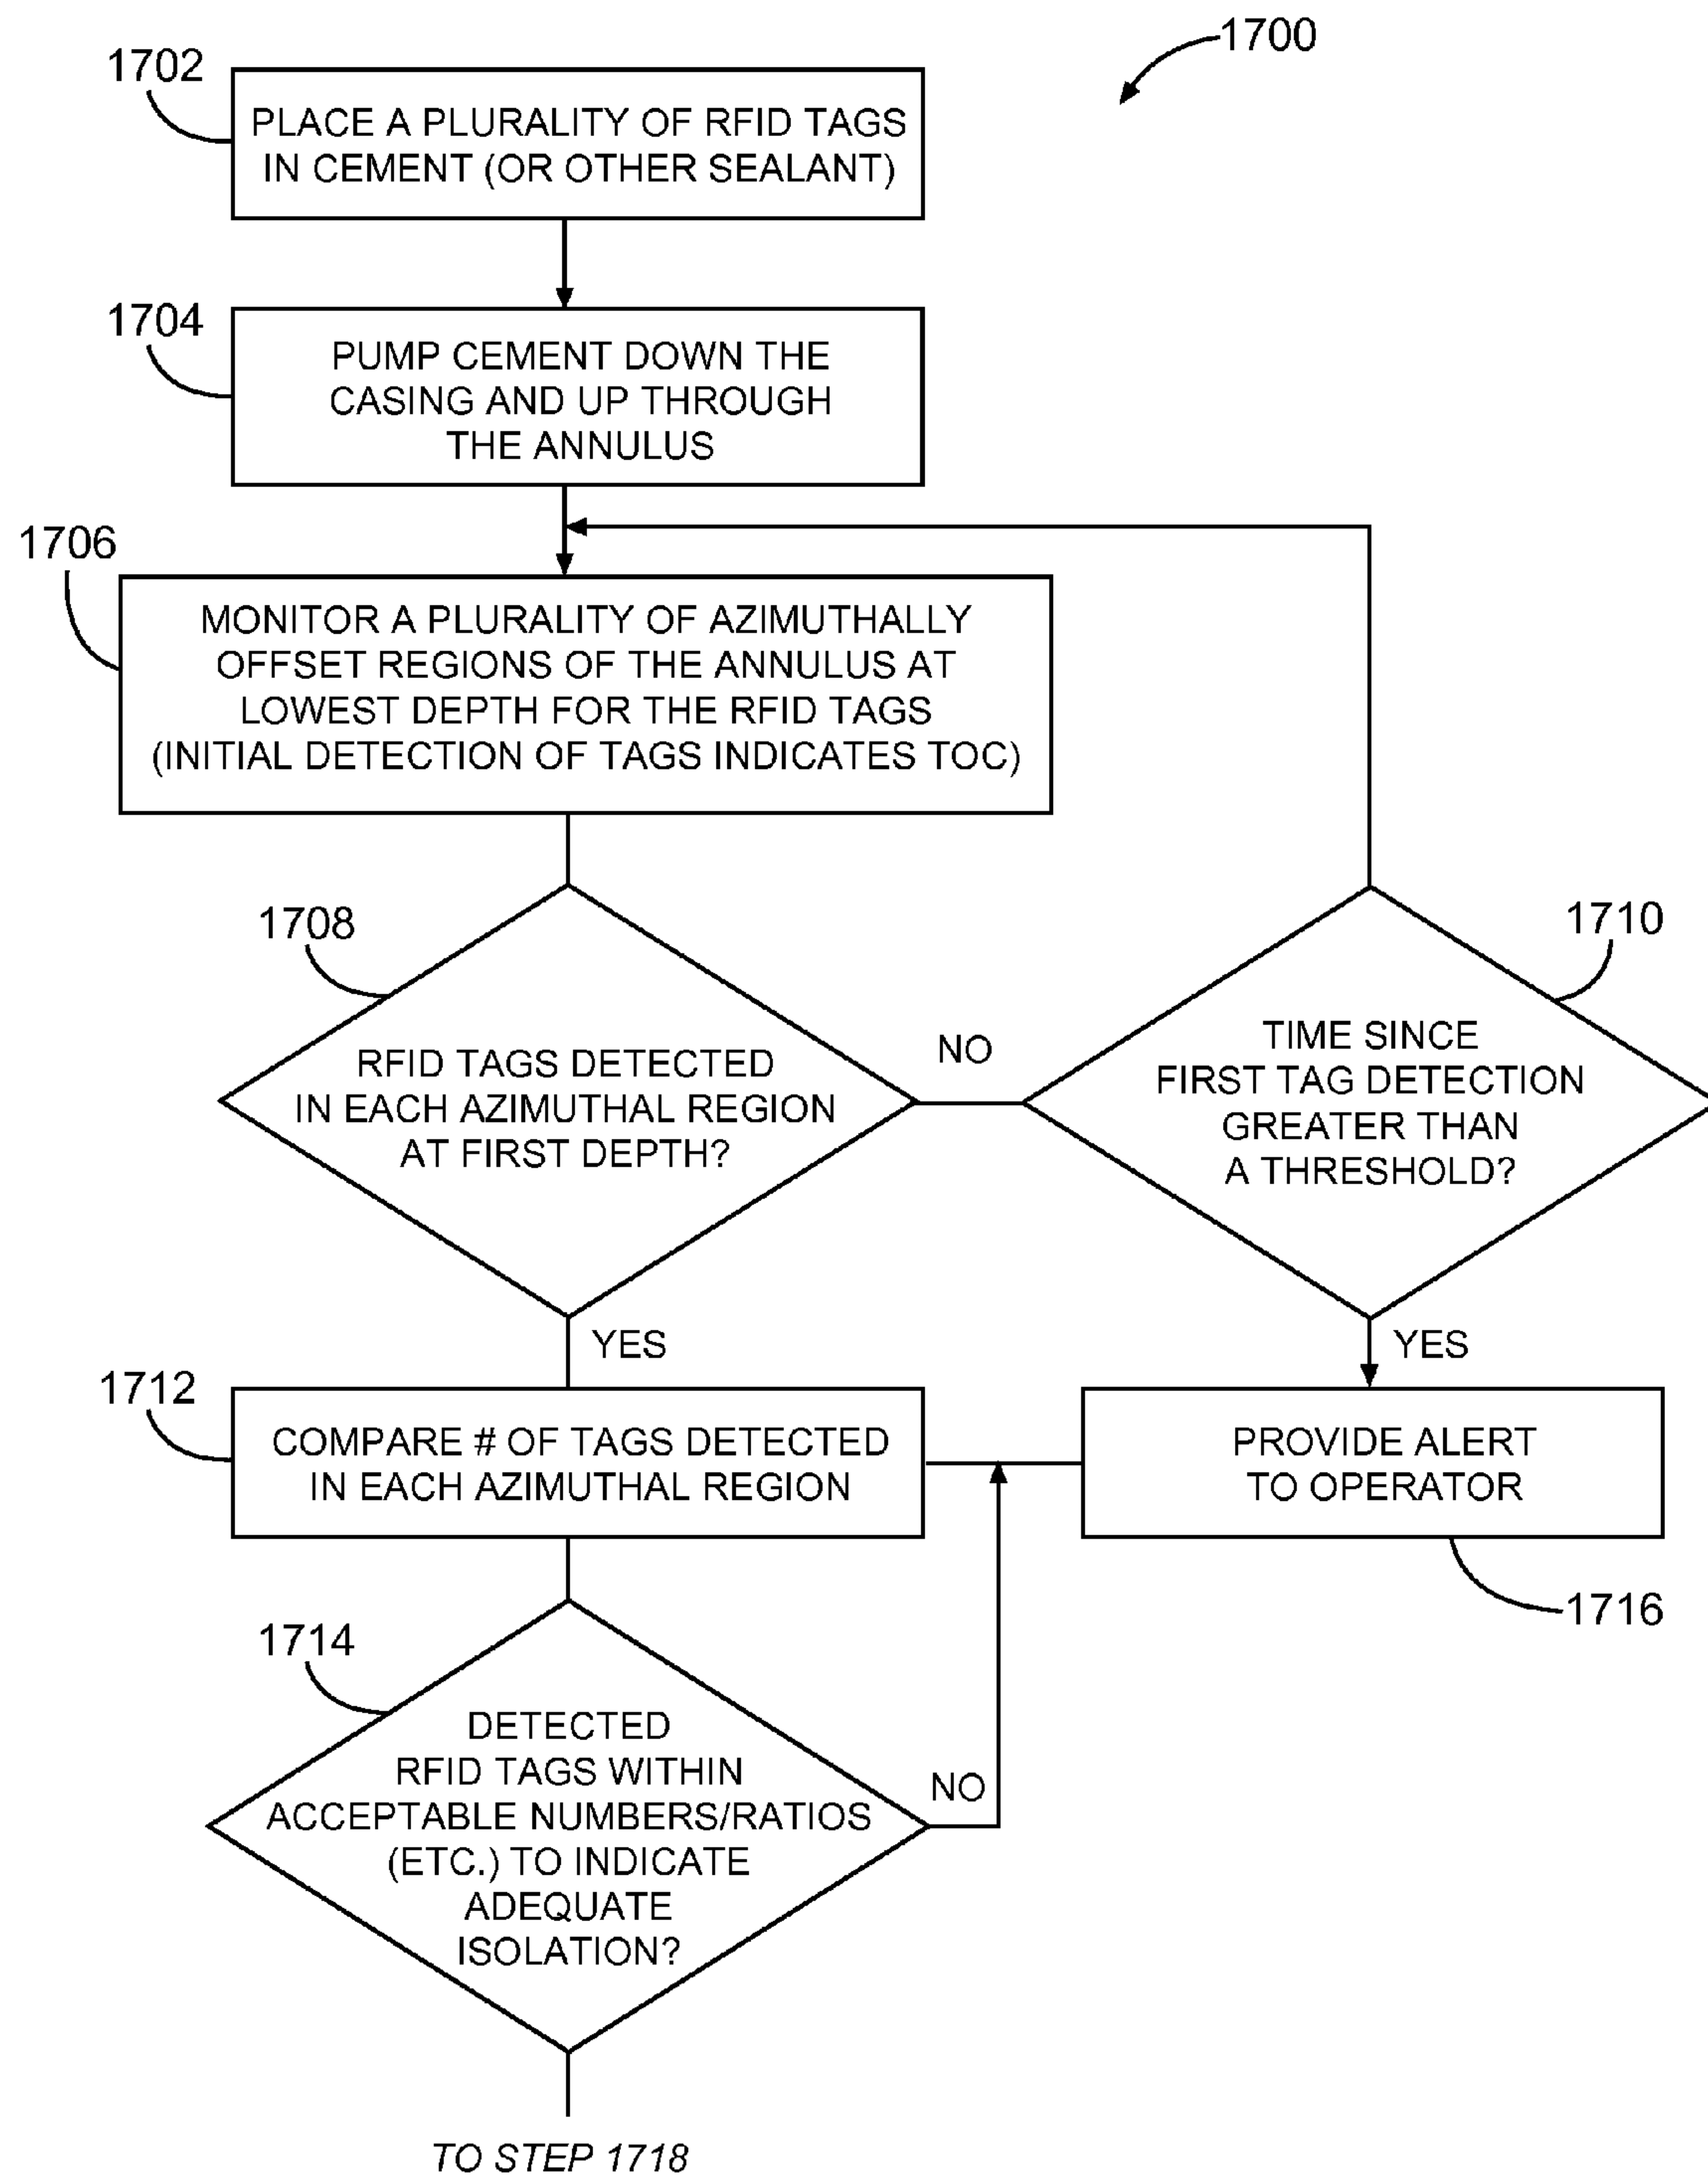 1700
1702
PLACE A PLURALITY OF RFID TAGS
IN CEMENT (OR OTHER SEALANT)
1704
PUMP CEMENT DOWN THE
CASING AND UP THROUGH
THE ANNULUS
1706
MONITOR A PLURALITY OF AZIMUTHALLY
OFFSET REGIONS OF THE ANNULUS AT
LOWEST DEPTH FOR THE RFID TAGS
(INITIAL DETECTION OF TAGS INDICATES TOC)
1708
RFID TAGS DETECTED
IN EACH AZIMUTHAL REGION
AT FIRST DEPTH?
NO
1710
TIME SINCE
FIRST TAG DETECTION
GREATER THAN
A THRESHOLD?
YES
YES
1712
COMPARE # OF TAGS DETECTED
IN EACH AZIMUTHAL REGION
PROVIDE ALERT
TO OPERATOR
1716
1714
DETECTED
RFID TAGS WITHIN
ACCEPTABLE NUMBERS/RATIOS
(ETC.) TO INDICATE
ADEQUATE
ISOLATION?
NO
TO STEP 1718